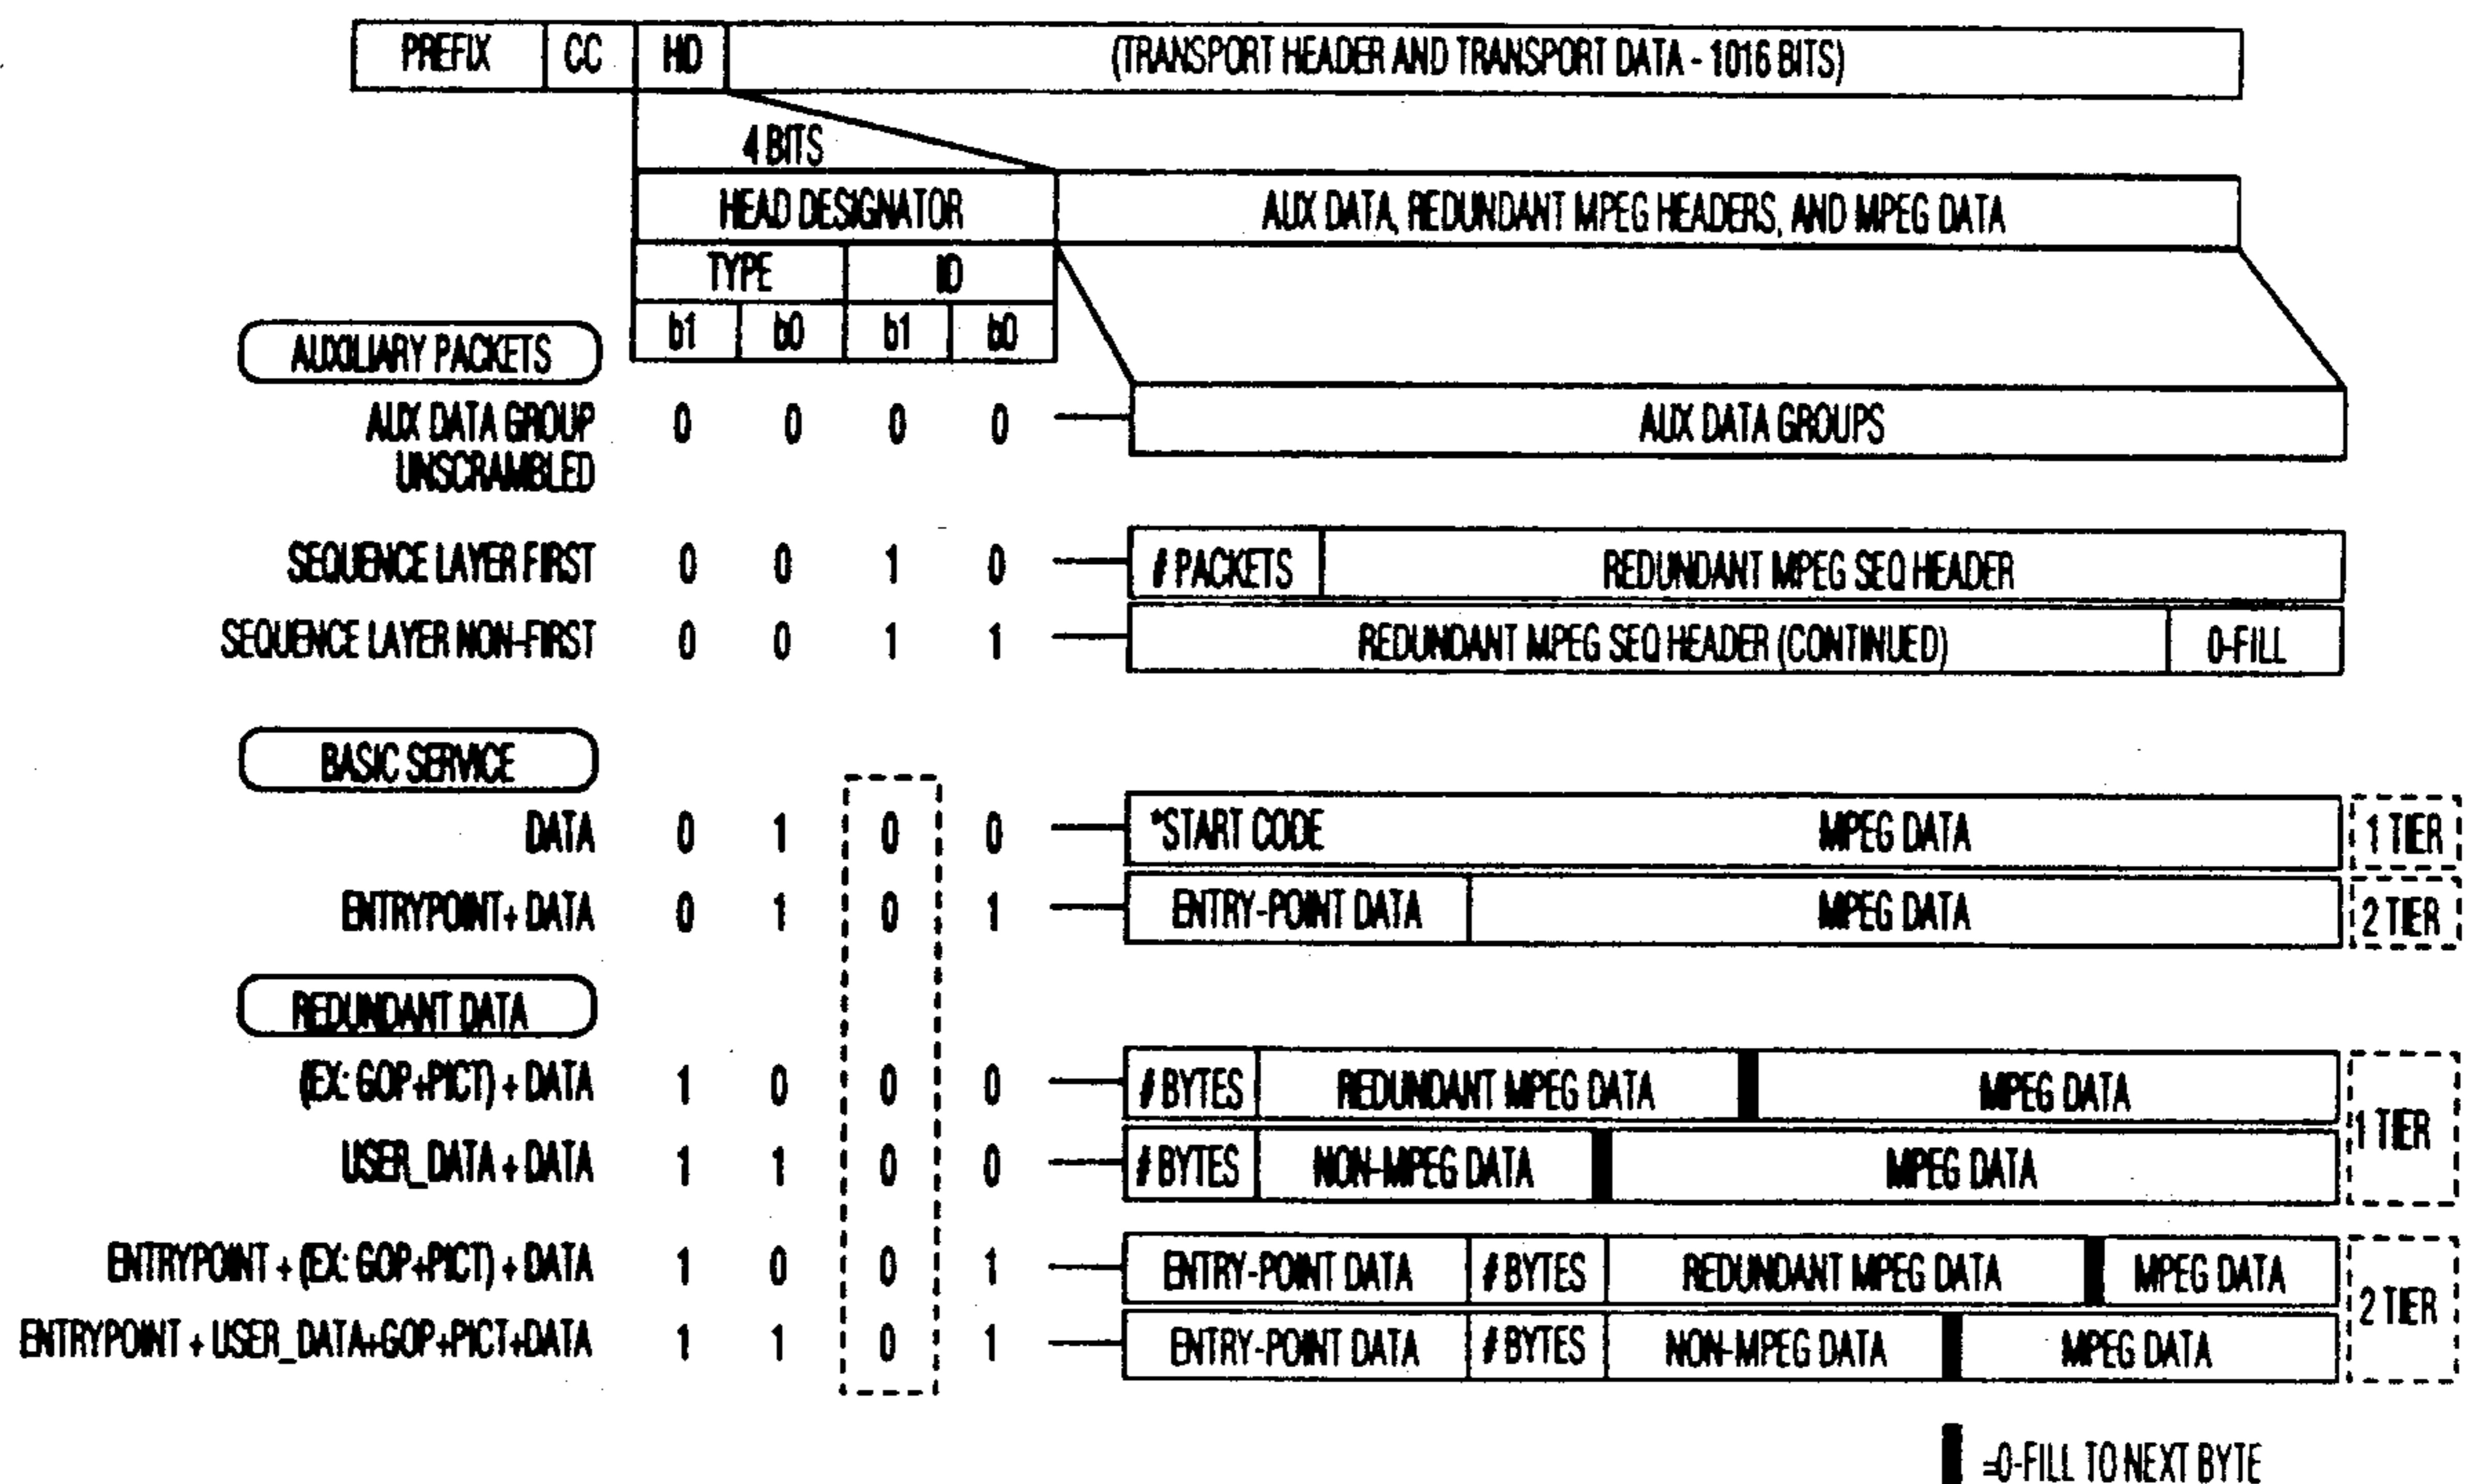 PREFIX CC HD (TRANSPORT HEADER AND TRANSPORT DATA - 1016 BITS)
4 BITS
HEAD DESIGNATOR AUX DATA, REDUNDANT MPEG HEADERS, AND MPEG DATA
TYPE ID
b1 b0 b1 b0
AUXILIARY PACKETS
AUX DATA GROUP 0 0 0 0 AUX DATA GROUPS
UNSCRAMBLED
SEQUENCE LAYER FIRST 0 0 1 0 # PACKETS REDUNDANT MPEG SEQ HEADER
SEQUENCE LAYER NON-FIRST 0 0 1 1 REDUNDANT MPEG SEQ HEADER (CONTINUED) 0-FILL
BASIC SERVICE
DATA 0 1 0 0 *START CODE MPEG DATA 1 TIER
ENTRYPOINT+ DATA 0 1 0 1 ENTRY-POINT DATA MPEG DATA 2 TIER
REDUNDANT DATA
(EX: GOP+PICT) + DATA 1 0 0 0 # BYTES REDUNDANT MPEG DATA MPEG DATA
1 TIER
USER_DATA + DATA 1 1 0 0 # BYTES NON-MPEG DATA MPEG DATA
ENTRYPOINT + (EX: GOP+PICT) + DATA 1 0 0 1 ENTRY-POINT DATA # BYTES REDUNDANT MPEG DATA MPEG DATA
2 TIER
ENTRYPOINT + USER_DATA+GOP+PICT+DATA 1 1 0 1 ENTRY-POINT DATA # BYTES NON-MPEG DATA MPEG DATA
=0-FILL TO NEXT BYTE